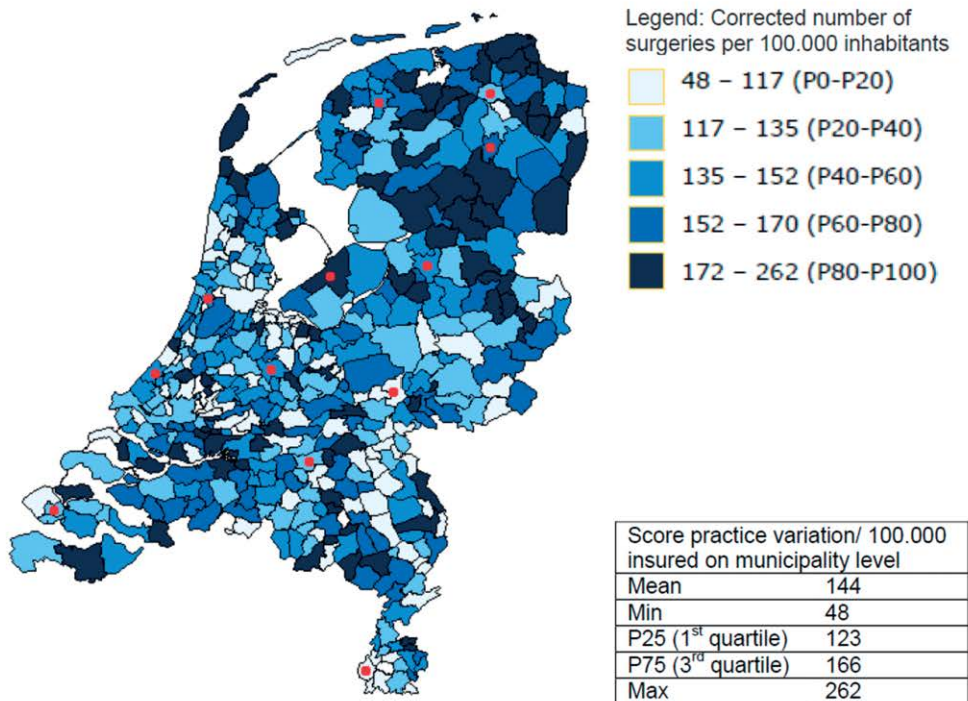 Legend: Corrected number of
surgeries per 100.000 inhabitants
48 – 117 (P0-P20)
117 – 135 (P20-P40)
135 – 152 (P40-P60)
152 – 170 (P60-P80)
172 – 262 (P80-P100)
Score practice variation/ 100.000
insured on municipality level
Mean 144
Min 48
P25 (1st quartile) 123
P75 (3rd quartile) 166
Max 262